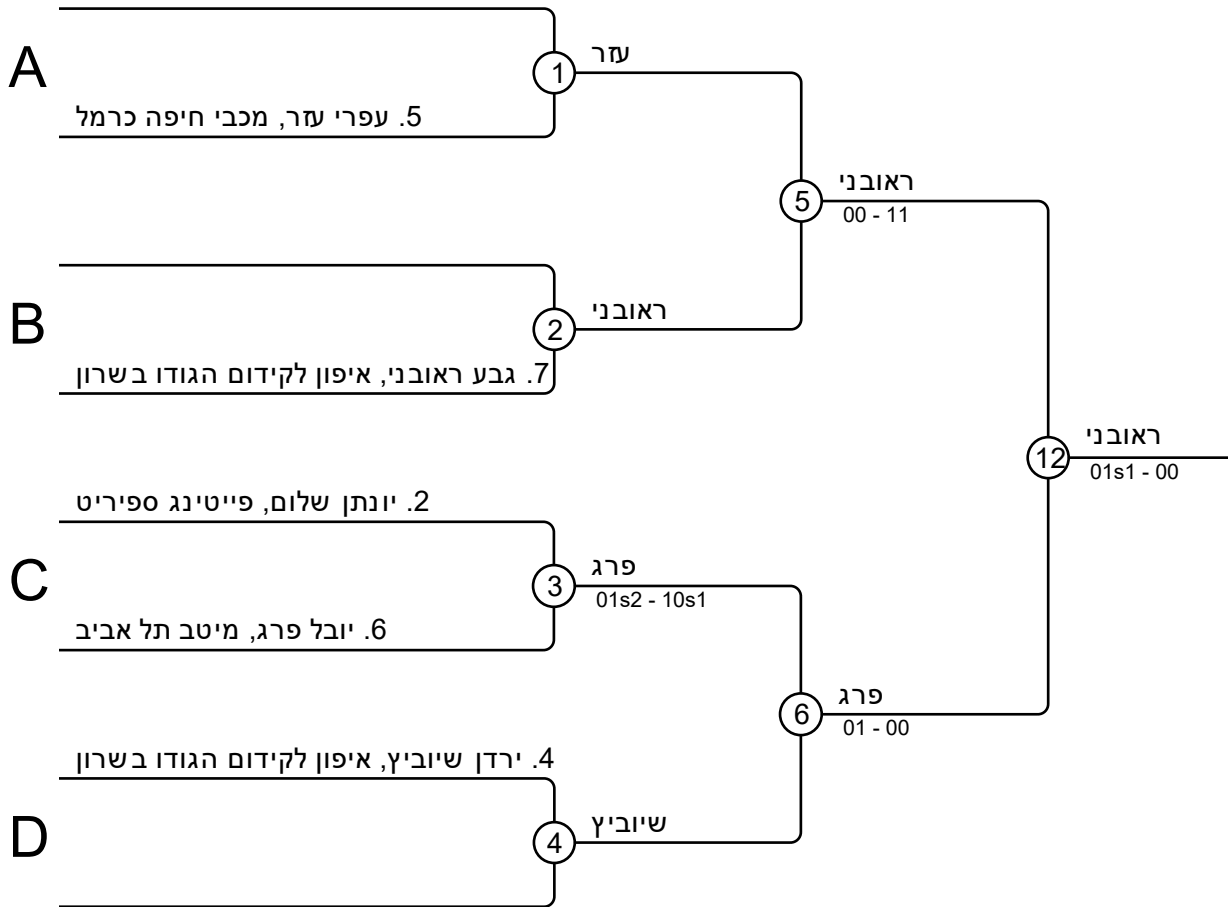 A
1
עזר
5. עפרי עזר, מכבי חיפה כרמל
5
ראובני
00 - 11
B
2
ראובני
7. גבע ראובני, איפון לקידום הגודו בשרון
12
ראובני
01s1 - 00
2. יונתן שלום, פייטינג ספיריט
C
3
פרג
01s2 - 10s1
6. יובל פרג, מיטב תל אביב
6
פרג
01 - 00
4. ירדן שיוביץ, איפון לקידום הגודו בשרון
D
4
שיוביץ